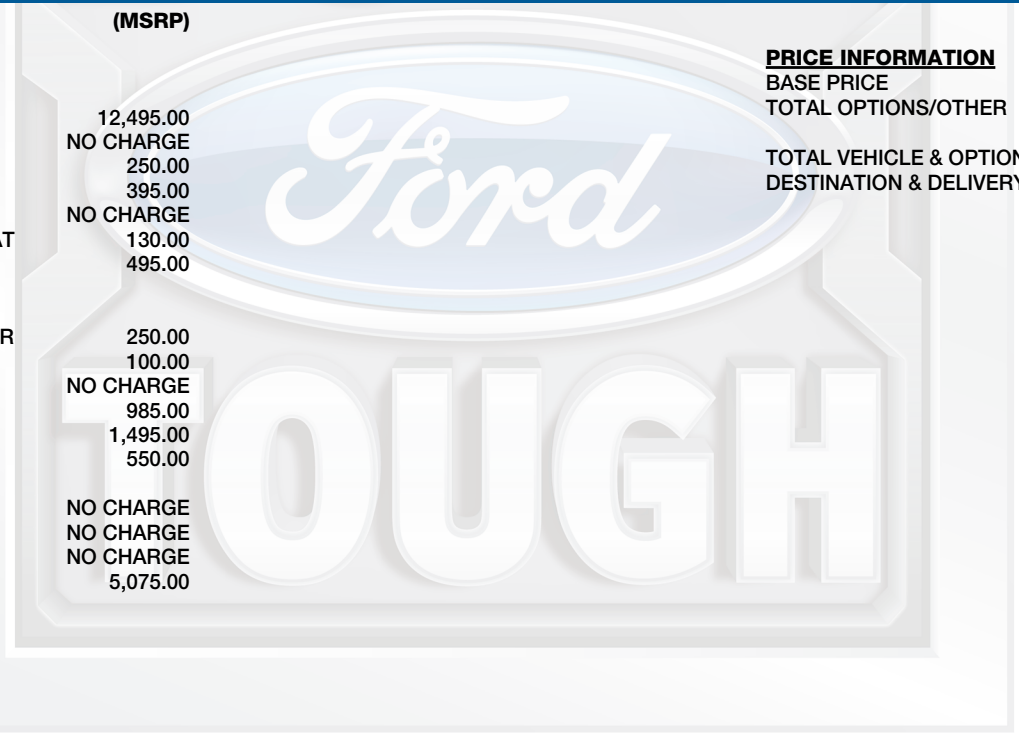 (MSRP)
12,495.00
NO CHARGE
250.00
395.00
NO CHARGE
AT 130.00
495.00
R 250.00
100.00
NO CHARGE
985.00
1,495.00
550.00
NO CHARGE
NO CHARGE
NO CHARGE
5,075.00
PRICE INFORMATION
BASE PRICE
TOTAL OPTIONS/OTHER
TOTAL VEHICLE & OPTION
DESTINATION & DELIVERY
Ford
TOUGH